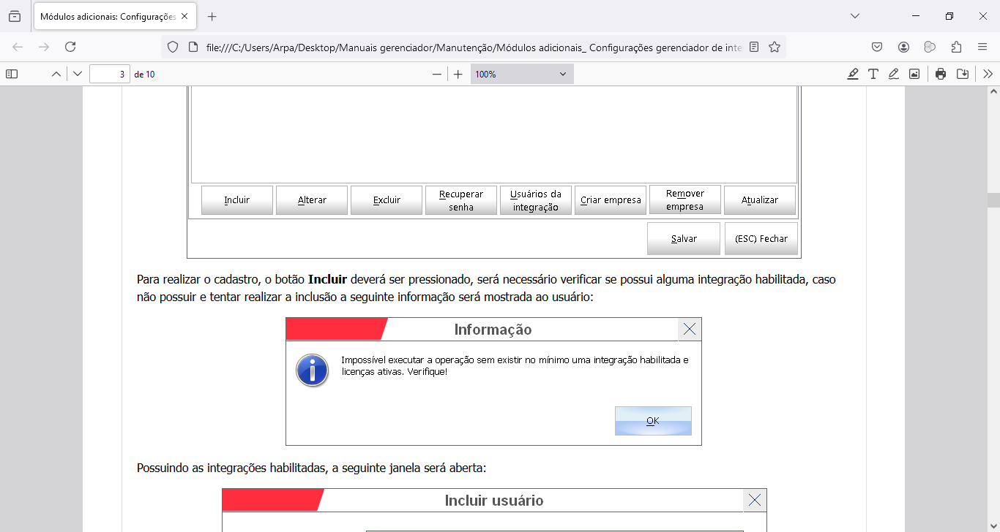 Módulos adicionais: Configurações
file:///C:/Users/Arpa/Desktop/Manuais gerenciador/Manutenção/Módulos adicionais_ Configurações gerenciador de inte
3 de 10
100%
Incluir
Alterar
Excluir
Recuperar senha
Usuários da integração
Criar empresa
Remover empresa
Atualizar
Salvar
(ESC) Fechar
Para realizar o cadastro, o botão Incluir deverá ser pressionado, será necessário verificar se possui alguma integração habilitada, caso
não possuir e tentar realizar a inclusão a seguinte informação será mostrada ao usuário:
Informação
Impossível executar a operação sem existir no mínimo uma integração habilitada e
licenças ativas. Verifique!
OK
Possuindo as integrações habilitadas, a seguinte janela será aberta:
Incluir usuário